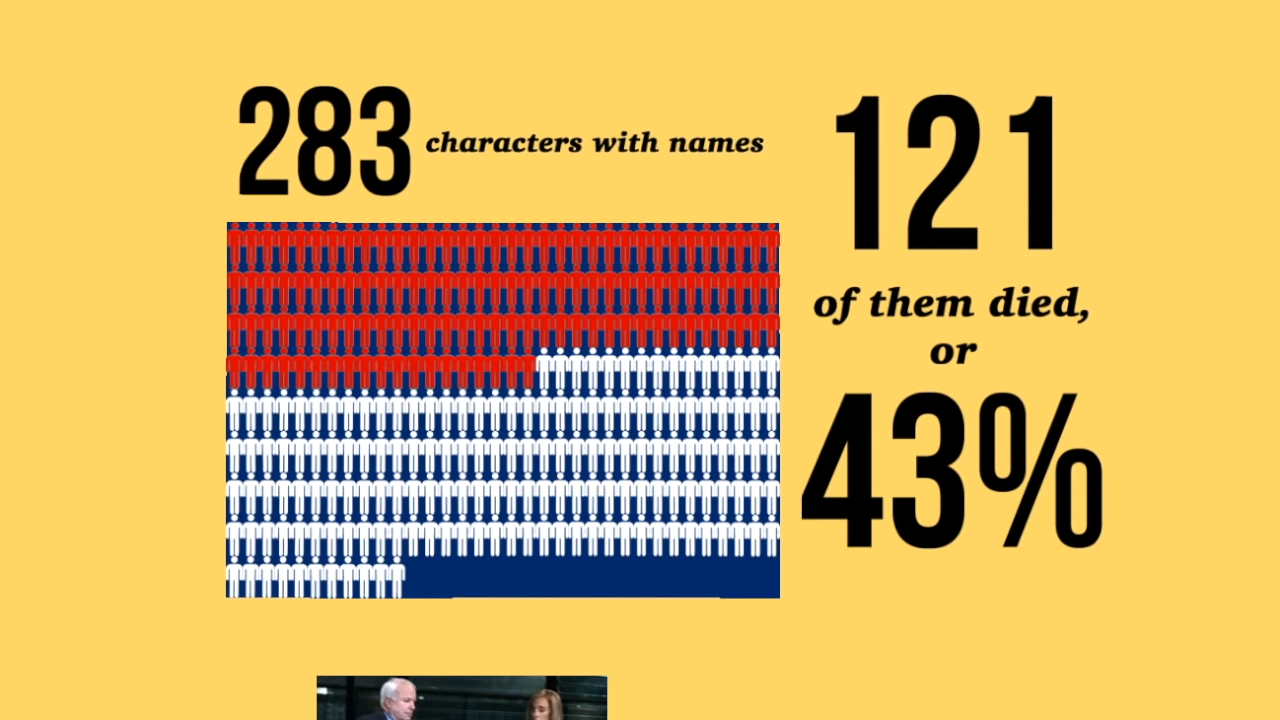 283 characters with names
121
of them died,
or
43%